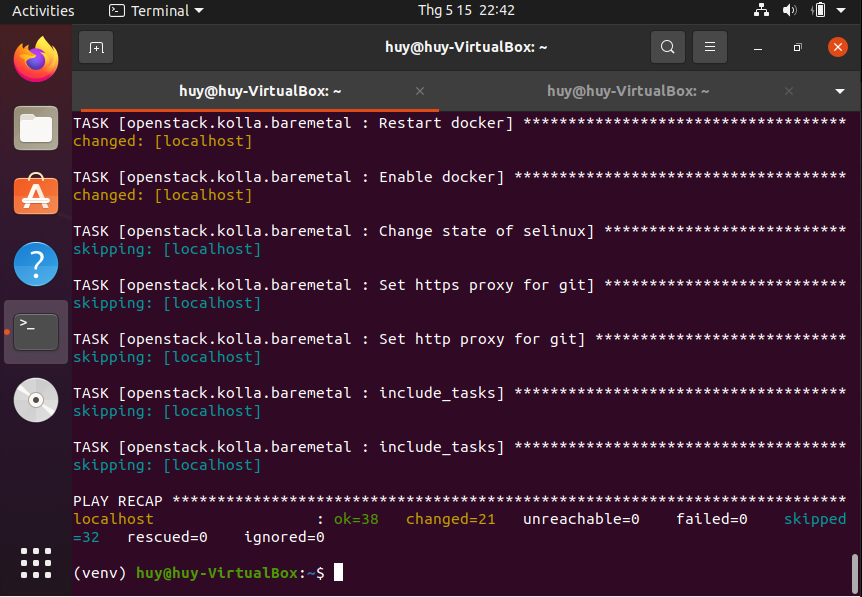 Activities Terminal Thg 5 15 22:42
huy@huy-VirtualBox: ~
huy@huy-VirtualBox: ~ huy@huy-VirtualBox: ~
TASK [openstack.kolla.baremetal : Restart docker] ************************************
changed: [localhost]
TASK [openstack.kolla.baremetal : Enable docker] *************************************
changed: [localhost]
TASK [openstack.kolla.baremetal : Change state of selinux] ***************************
skipping: [localhost]
TASK [openstack.kolla.baremetal : Set https proxy for git] ***************************
skipping: [localhost]
TASK [openstack.kolla.baremetal : Set http proxy for git] ****************************
skipping: [localhost]
TASK [openstack.kolla.baremetal : include_tasks] *************************************
skipping: [localhost]
TASK [openstack.kolla.baremetal : include_tasks] *************************************
skipping: [localhost]
PLAY RECAP ***************************************************************************
localhost : ok=38 changed=21 unreachable=0 failed=0 skipped
=32 rescued=0 ignored=0
(venv) huy@huy-VirtualBox:~$